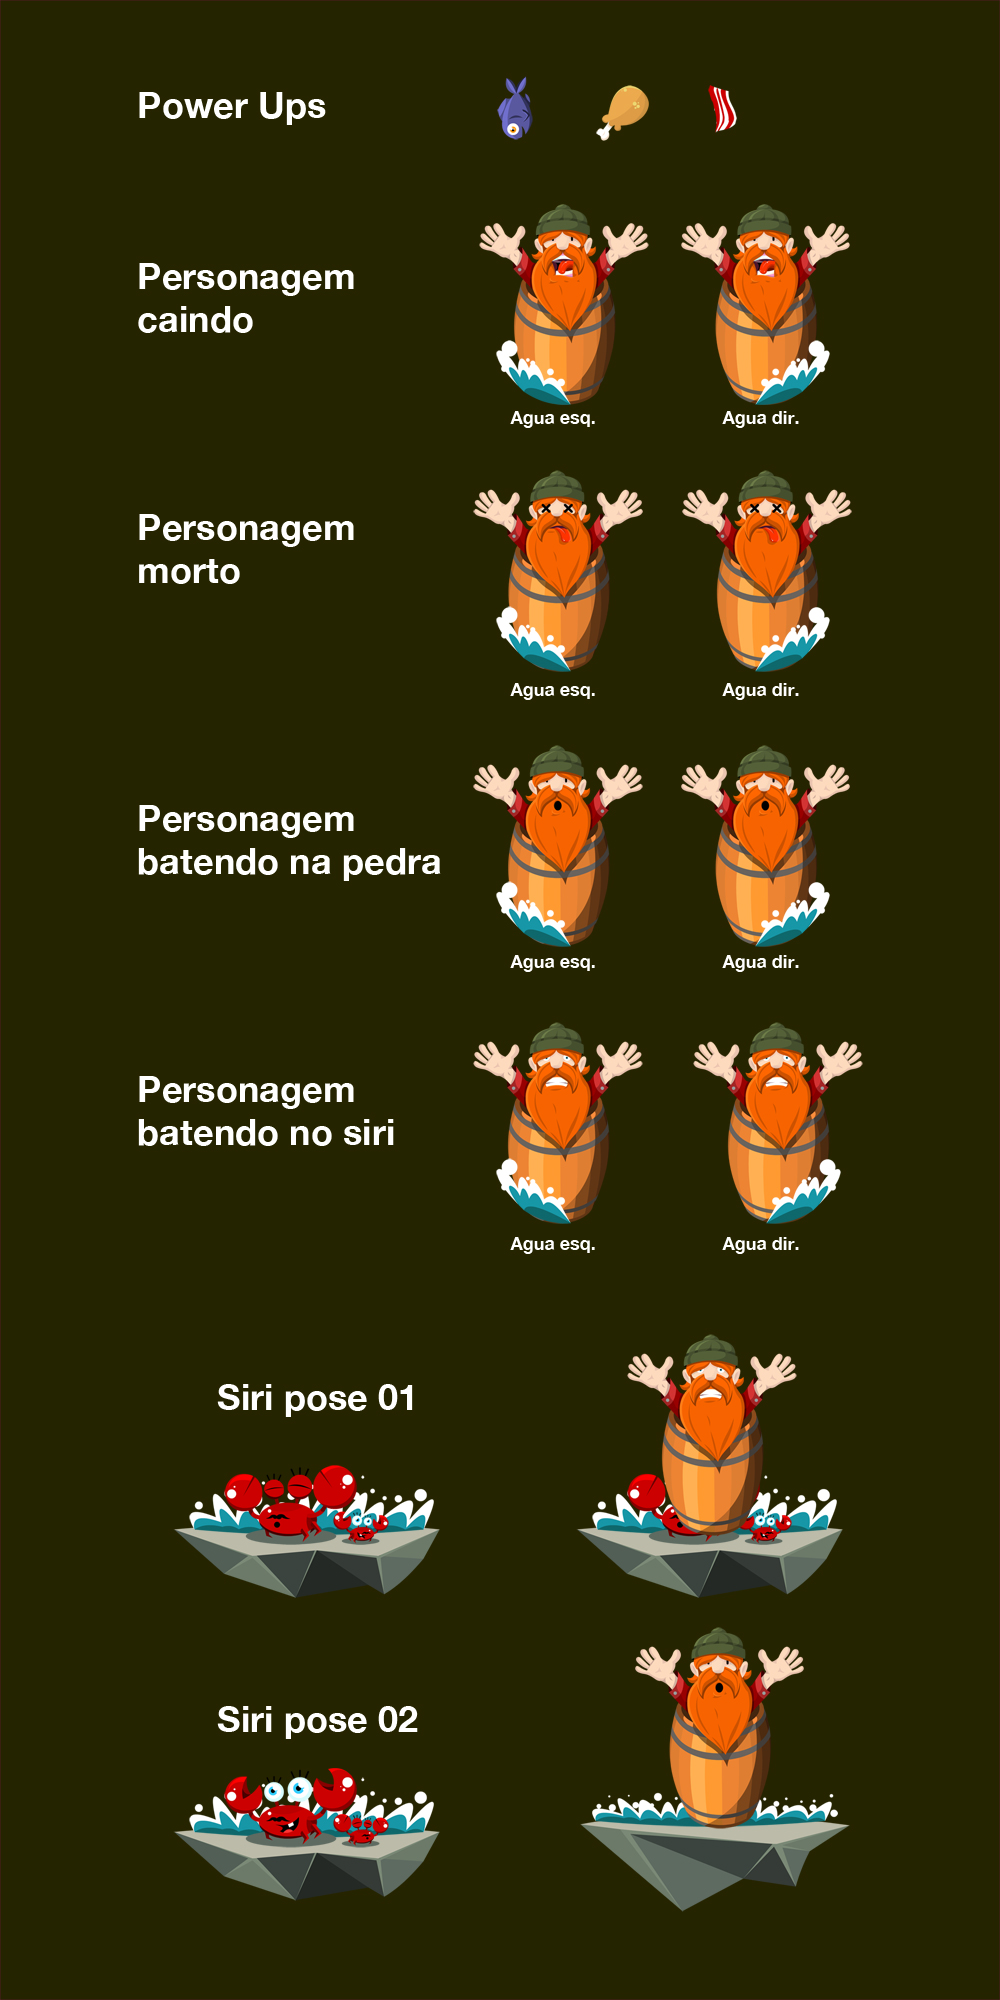 Power Ups
Personagem
caindo
Agua esq.
Agua dir.
Personagem
morto
Agua esq.
Agua dir.
Personagem
batendo na pedra
Agua esq.
Agua dir.
Personagem
batendo no siri
Agua esq.
Agua dir.
Siri pose 01
Siri pose 02